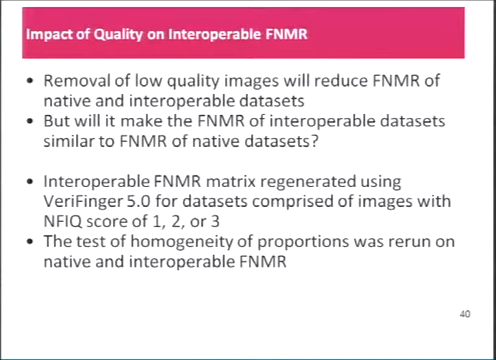 Impact of Quality on Interoperable FNMR
• Removal of low quality images will reduce FNMR of
native and interoperable datasets
• But will it make the FNMR of interoperable datasets
similar to FNMR of native datasets?
• Interoperable FNMR matrix regenerated using
VeriFinger 5.0 for datasets comprised of images with
NFIQ score of 1, 2, or 3
• The test of homogeneity of proportions was rerun on
native and interoperable FNMR
40